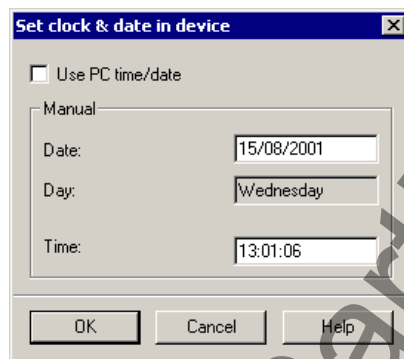 Set clock & date in device
Use PC time/date
Manual
Date: 15/08/2001
Day: Wednesday
Time: 13:01:06
OK Cancel Help